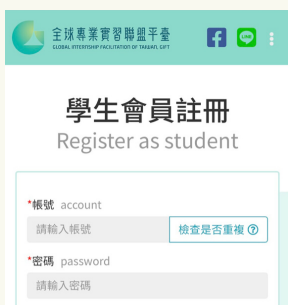 全球專業實習聯盟平臺
GLOBAL INTERNSHIP FACILITATION OF TAIWAN, GIFT
LINE
學生會員註冊
Register as student
*帳號 account
請輸入帳號 檢查是否重複 ?
*密碼 password
請輸入密碼